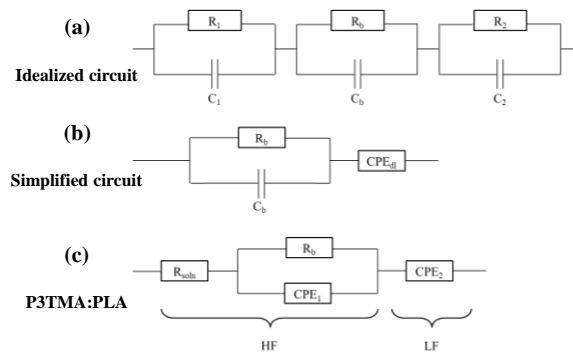 (a)
Idealized circuit
R1 Rb R2
C1 Cb C2
(b)
Simplified circuit
Rb
CPEdl
Cb
(c)
P3TMA:PLA
Rsoln
Rb
CPE1
CPE2
HF LF